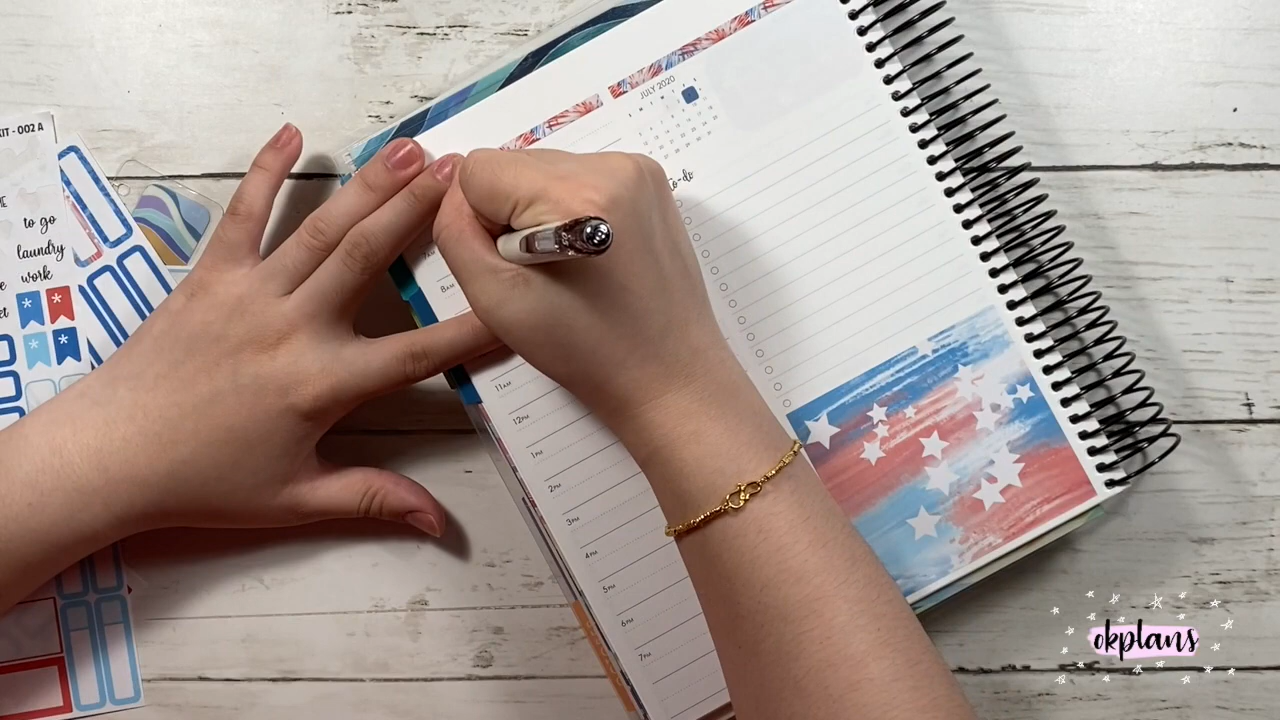 KIT - 002 A
to go
laundry
work
JULY 2020
to-do
8AM
11AM
12PM
1PM
2PM
3PM
4PM
5PM
6PM
7PM
okplans